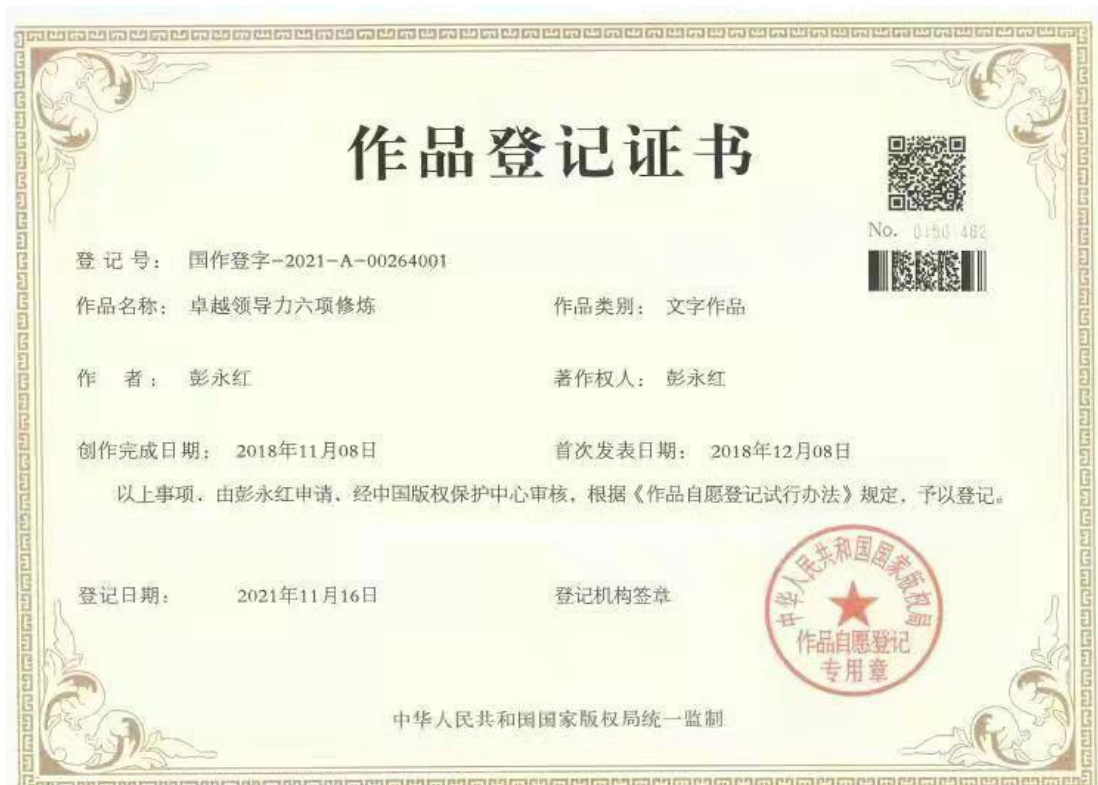 作品登记证书
No.
登记号： 国作登字-2021-A-00264001
作品名称： 卓越领导力六项修炼 作品类别： 文字作品
作 者： 彭永红 著作权人： 彭永红
创作完成日期： 2018年11月08日 首次发表日期： 2018年12月08日
以上事项，由彭永红申请，经中国版权保护中心审核，根据《作品自愿登记试行办法》规定，予以登记。
登记日期： 2021年11月16日 登记机构签章
中华人民共和国国家版权局
作品自愿登记
专用章
中华人民共和国国家版权局统一监制